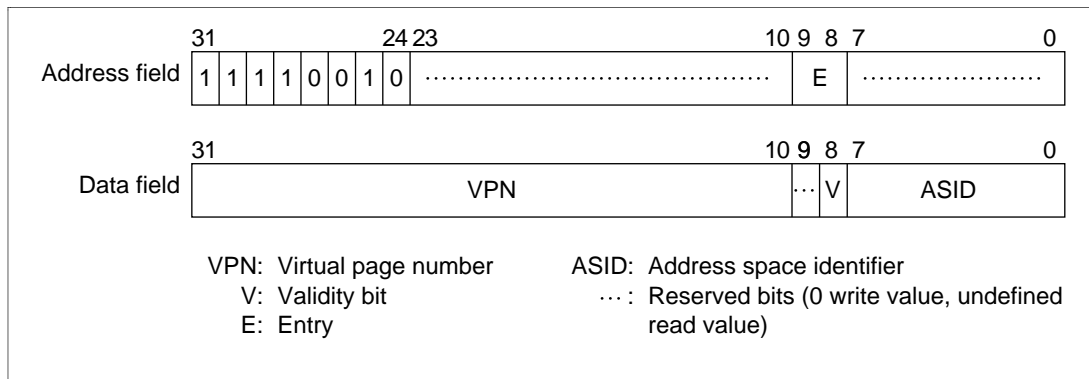 31 24 23 10 9 8 7 0
Address field 1 1 1 1 0 0 1 0 ........................................ E ........................
31 10 9 8 7 0
Data field VPN ... V ASID
VPN: Virtual page number ASID: Address space identifier
V: Validity bit ... : Reserved bits (0 write value, undefined
E: Entry read value)